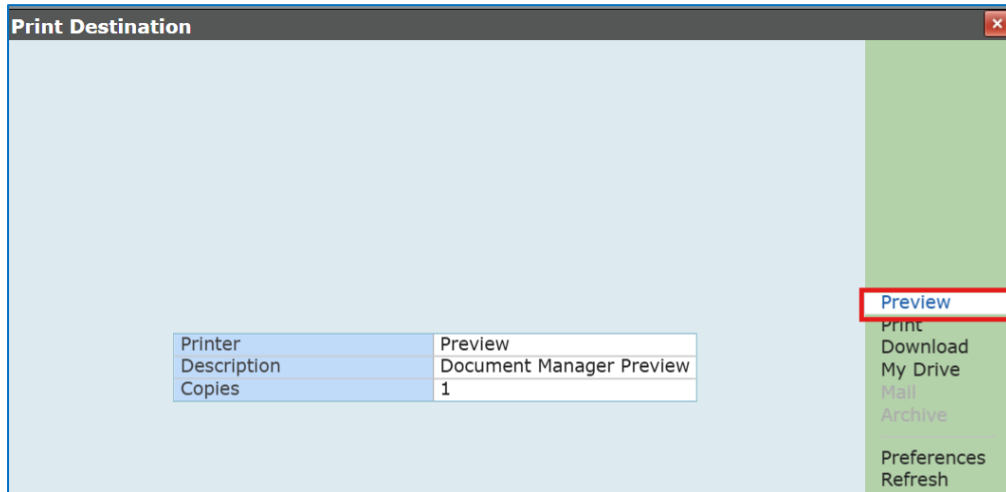 Print Destination
Preview
Print
Download
My Drive
Mail
Archive
Preferences
Refresh
Printer Preview
Description Document Manager Preview
Copies 1